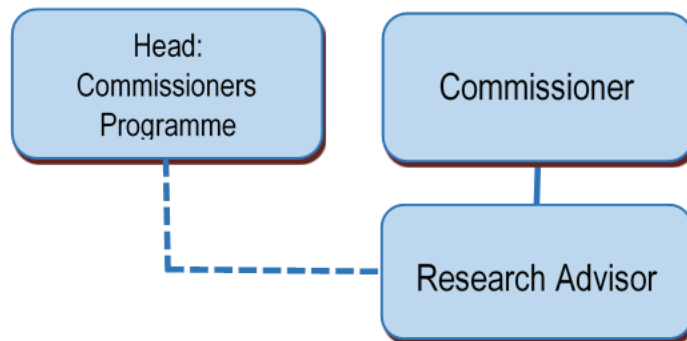 Head:
Commissioners
Programme
Commissioner
Research Advisor